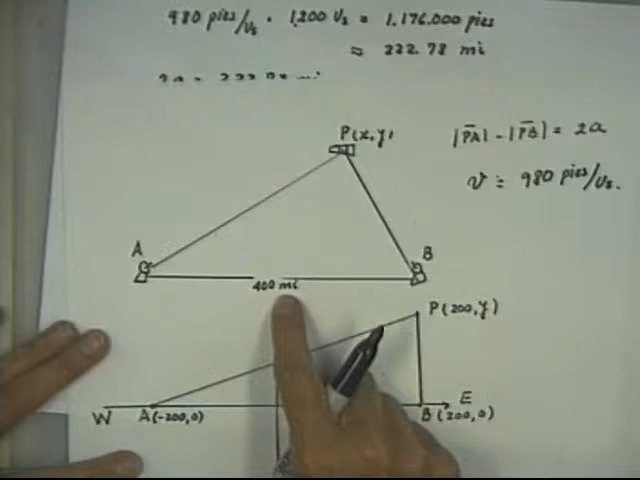 980 pies/us · 1,200 us = 1.176.000 pies
≈ 222.78 mi
P(x,y)
|PA| - |PB| = 2a
v = 980 pies/us.
A
B
400 mi
P(200,y)
W
A(-200,0)
B(200,0)
E